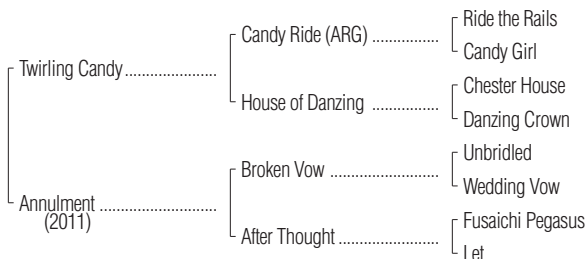 Ride the Rails
Candy Ride (ARG) ..................
Candy Girl
Twirling Candy .........................
Chester House
House of Danzing ..................
Danzing Crown
Unbridled
Broken Vow .............................
Wedding Vow
Annulment ................................
(2011)
Fusaichi Pegasus
After Thought ...........................
Let